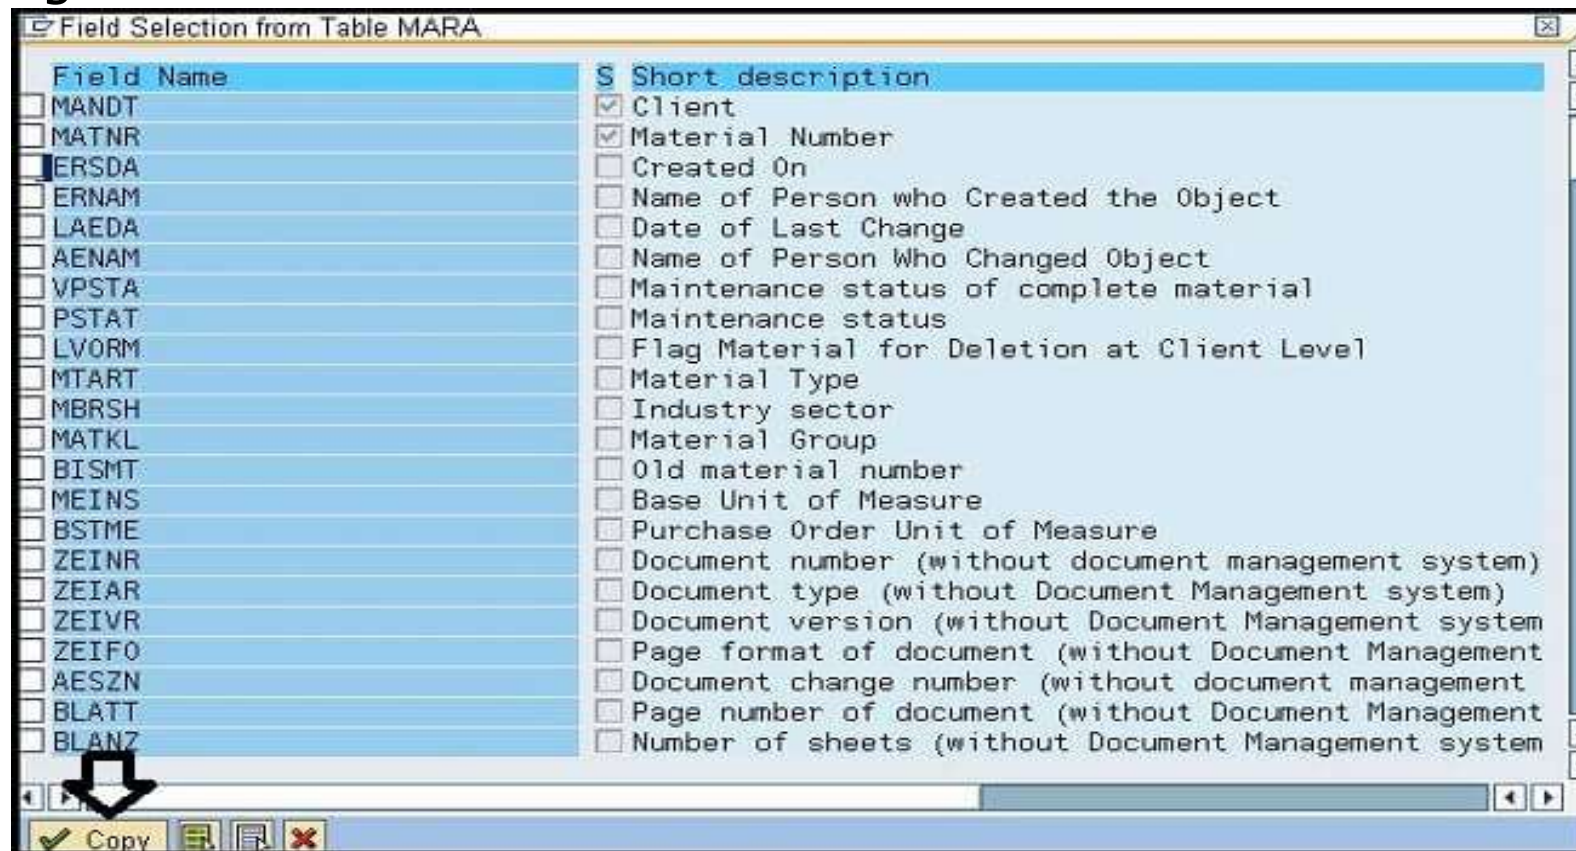 Field Selection from Table MARA
Field Name S Short description
MANDT Client
MATNR Material Number
ERSDA Created On
ERNAM Name of Person who Created the Object
LAEDA Date of Last Change
AENAM Name of Person Who Changed Object
VPSTA Maintenance status of complete material
PSTAT Maintenance status
LVORM Flag Material for Deletion at Client Level
MTART Material Type
MBRSH Industry sector
MATKL Material Group
BISMT Old material number
MEINS Base Unit of Measure
BSTME Purchase Order Unit of Measure
ZEINR Document number (without document management system)
ZEIAR Document type (without Document Management system)
ZEIVR Document version (without Document Management system
ZEIFO Page format of document (without Document Management
AESZN Document change number (without document management
BLATT Page number of document (without Document Management
BLANZ Number of sheets (without Document Management system
Copy